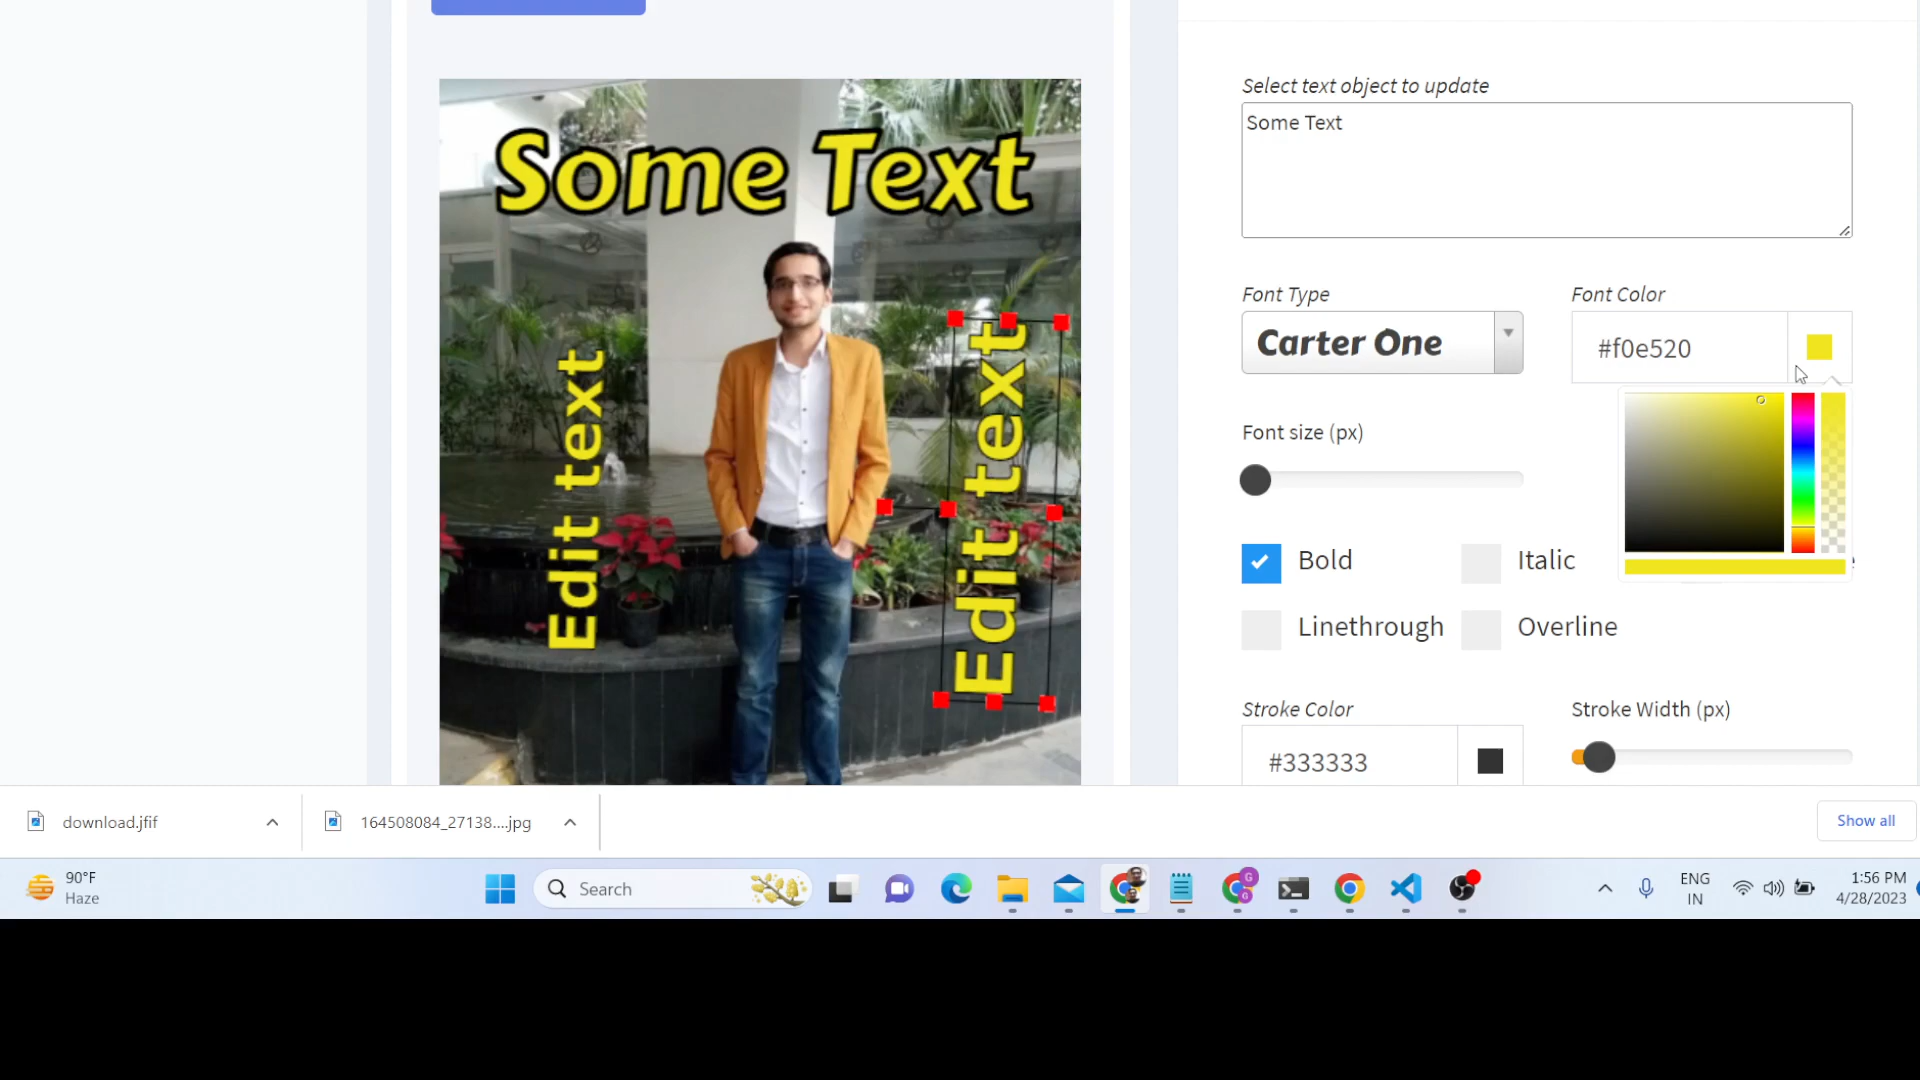 Select text object to update
Some Text
Some Text
Font Type
Font Color
Carter One
#f0e520
Edit text
Edit text
Font size (px)
Bold
Italic
Linethrough
Overline
Stroke Color
Stroke Width (px)
#333333
download.jfif
164508084_27138....jpg
Show all
90°F
Haze
Search
ENG
IN
1:56 PM
4/28/2023